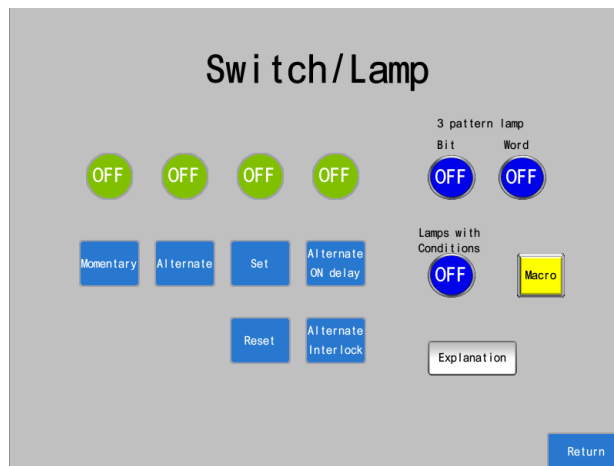 Switch/Lamp
3 pattern lamp
Bit Word
OFF OFF OFF OFF OFF OFF
Lamps with
Conditions
OFF
Macro
Momentary
Alternate
Set
Alternate
ON delay
Reset
Alternate
Interlock
Explanation
Return